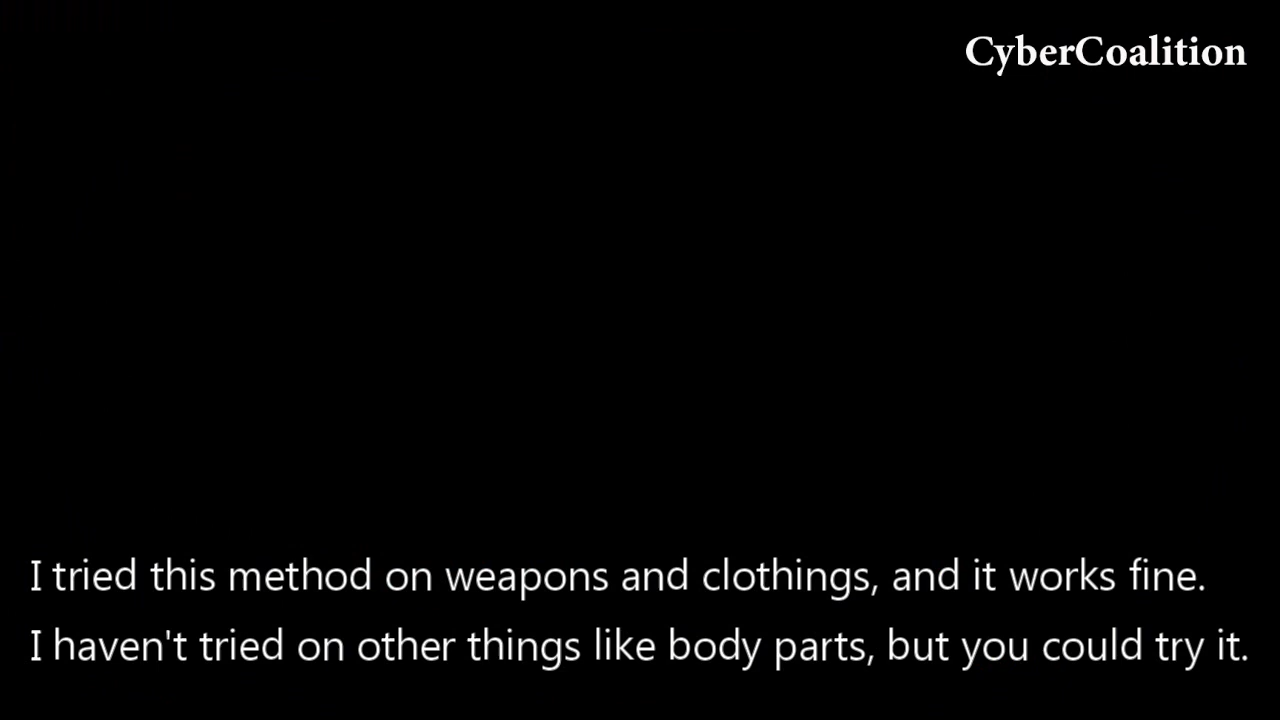 CyberCoalition
I tried this method on weapons and clothings, and it works fine.
I haven't tried on other things like body parts, but you could try it.